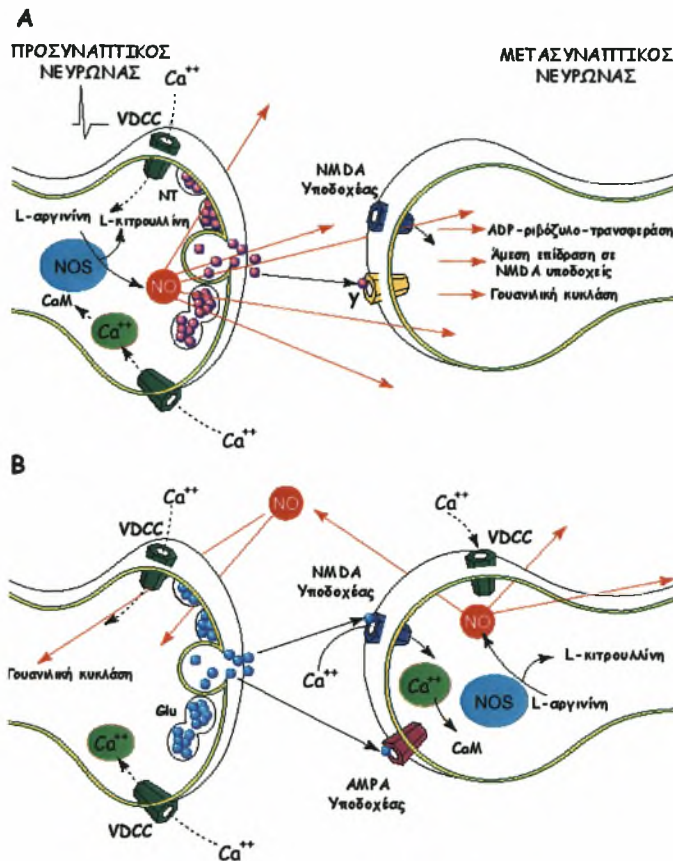 A
ΠΡΟΣΥΝΑΠΤΙΚΟΣ
ΝΕΥΡΩΝΑΣ
Ca++
VDCC
ΜΕΤΑΣΥΝΑΠΤΙΚΟΣ
ΝΕΥΡΩΝΑΣ
NT
NMDA
Υποδοχέας
L-αργινίνη
L-κιτρουλλίνη
NOS
NO
CaM
Ca++
Ca++
Υ
ADP-ριβόζυλο-τρανσφεράση
Άμεση επίδραση σε
NMDA υποδοχείς
Γουανιλική κυκλάση
B
Ca++
VDCC
NO
Ca++
VDCC
NMDA
Υποδοχέας
Γουανιλική κυκλάση
Glu
Ca++
Ca++
VDCC
Ca++
NO
L-κιτρουλλίνη
NOS
L-αργινίνη
Ca++
CaM
AMPA
Υποδοχέας